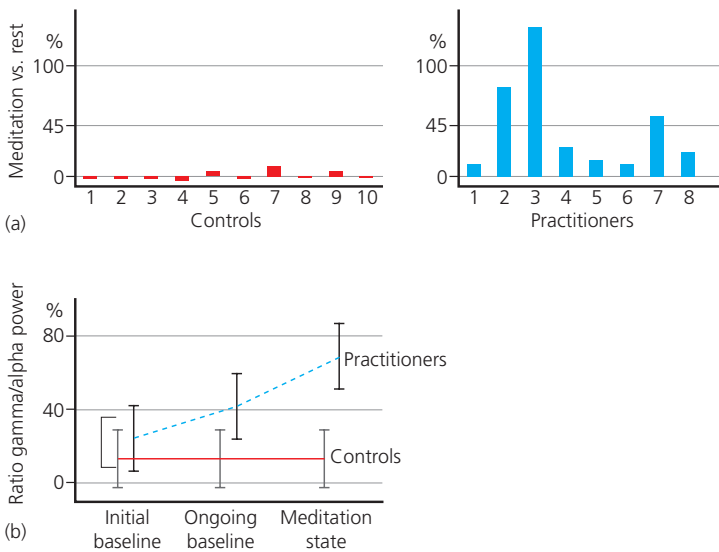 Meditation vs. rest
%
100
45
0
1 2 3 4 5 6 7 8 9 10
Controls
(a)
%
100
45
0
1 2 3 4 5 6 7 8
Practitioners
Ratio gamma/alpha power
%
80
40
0
Practitioners
Controls
Initial baseline
Ongoing baseline
Meditation state
(b)